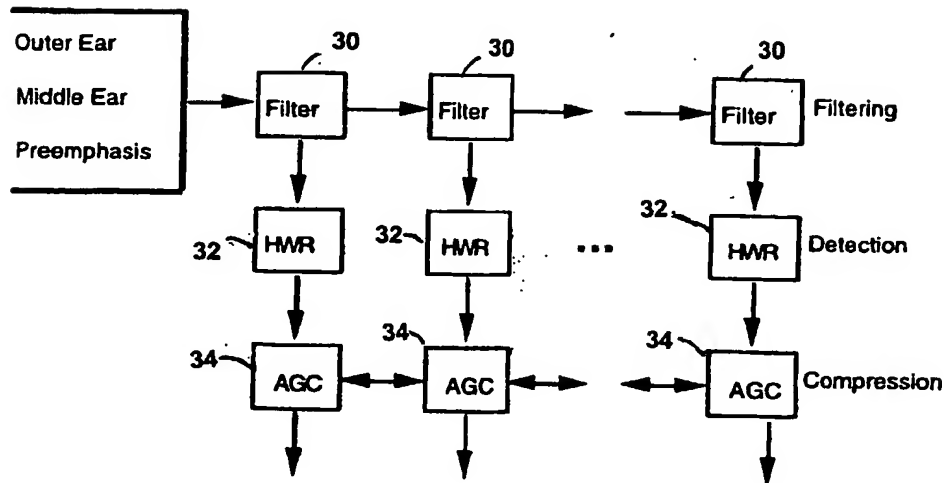 Outer Ear
Middle Ear
Preemphasis
30
30
30
Filter
Filter
Filter
Filtering
32
32
32
HWR
HWR
...
HWR
Detection
34
34
34
AGC
AGC
AGC
Compression